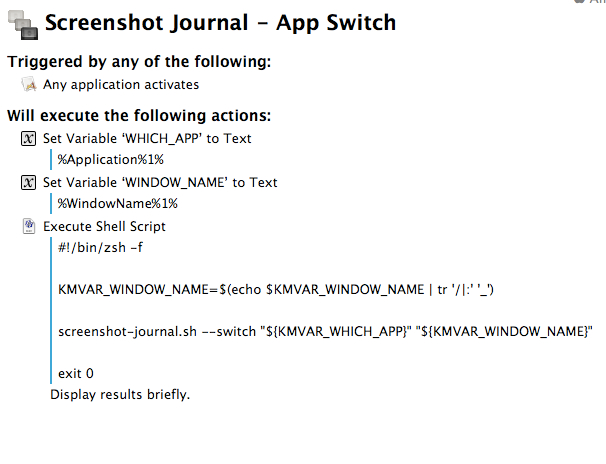 Screenshot Journal – App Switch
Triggered by any of the following:
Any application activates
Will execute the following actions:
Set Variable ‘WHICH_APP’ to Text
%Application%1%
Set Variable ‘WINDOW_NAME’ to Text
%WindowName%1%
Execute Shell Script
#!/bin/zsh -f
KMVAR_WINDOW_NAME=$(echo $KMVAR_WINDOW_NAME | tr '/|:' '_')
screenshot-journal.sh --switch "${KMVAR_WHICH_APP}" "${KMVAR_WINDOW_NAME}"
exit 0
Display results briefly.